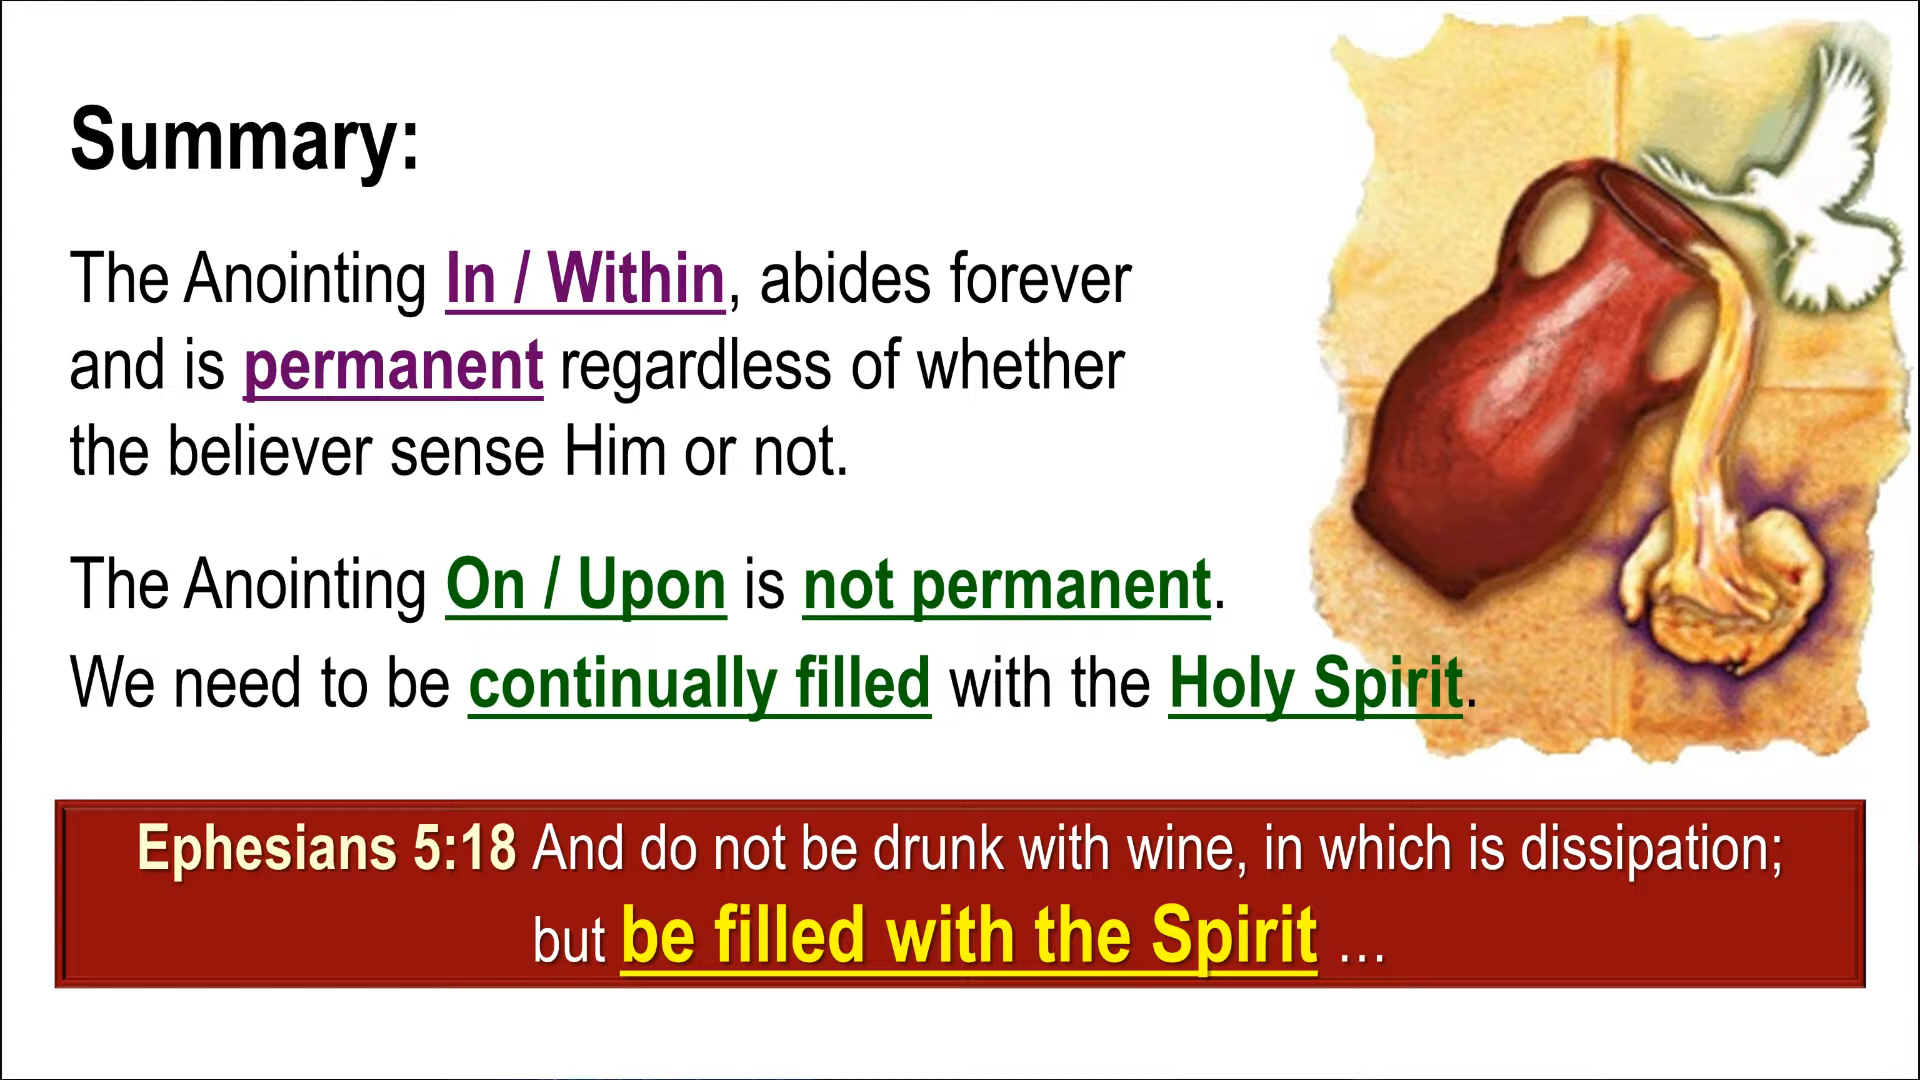 Summary:
The Anointing In / Within, abides forever
and is permanent regardless of whether
the believer sense Him or not.
The Anointing On / Upon is not permanent.
We need to be continually filled with the Holy Spirit.
Ephesians 5:18 And do not be drunk with wine, in which is dissipation;
but be filled with the Spirit …